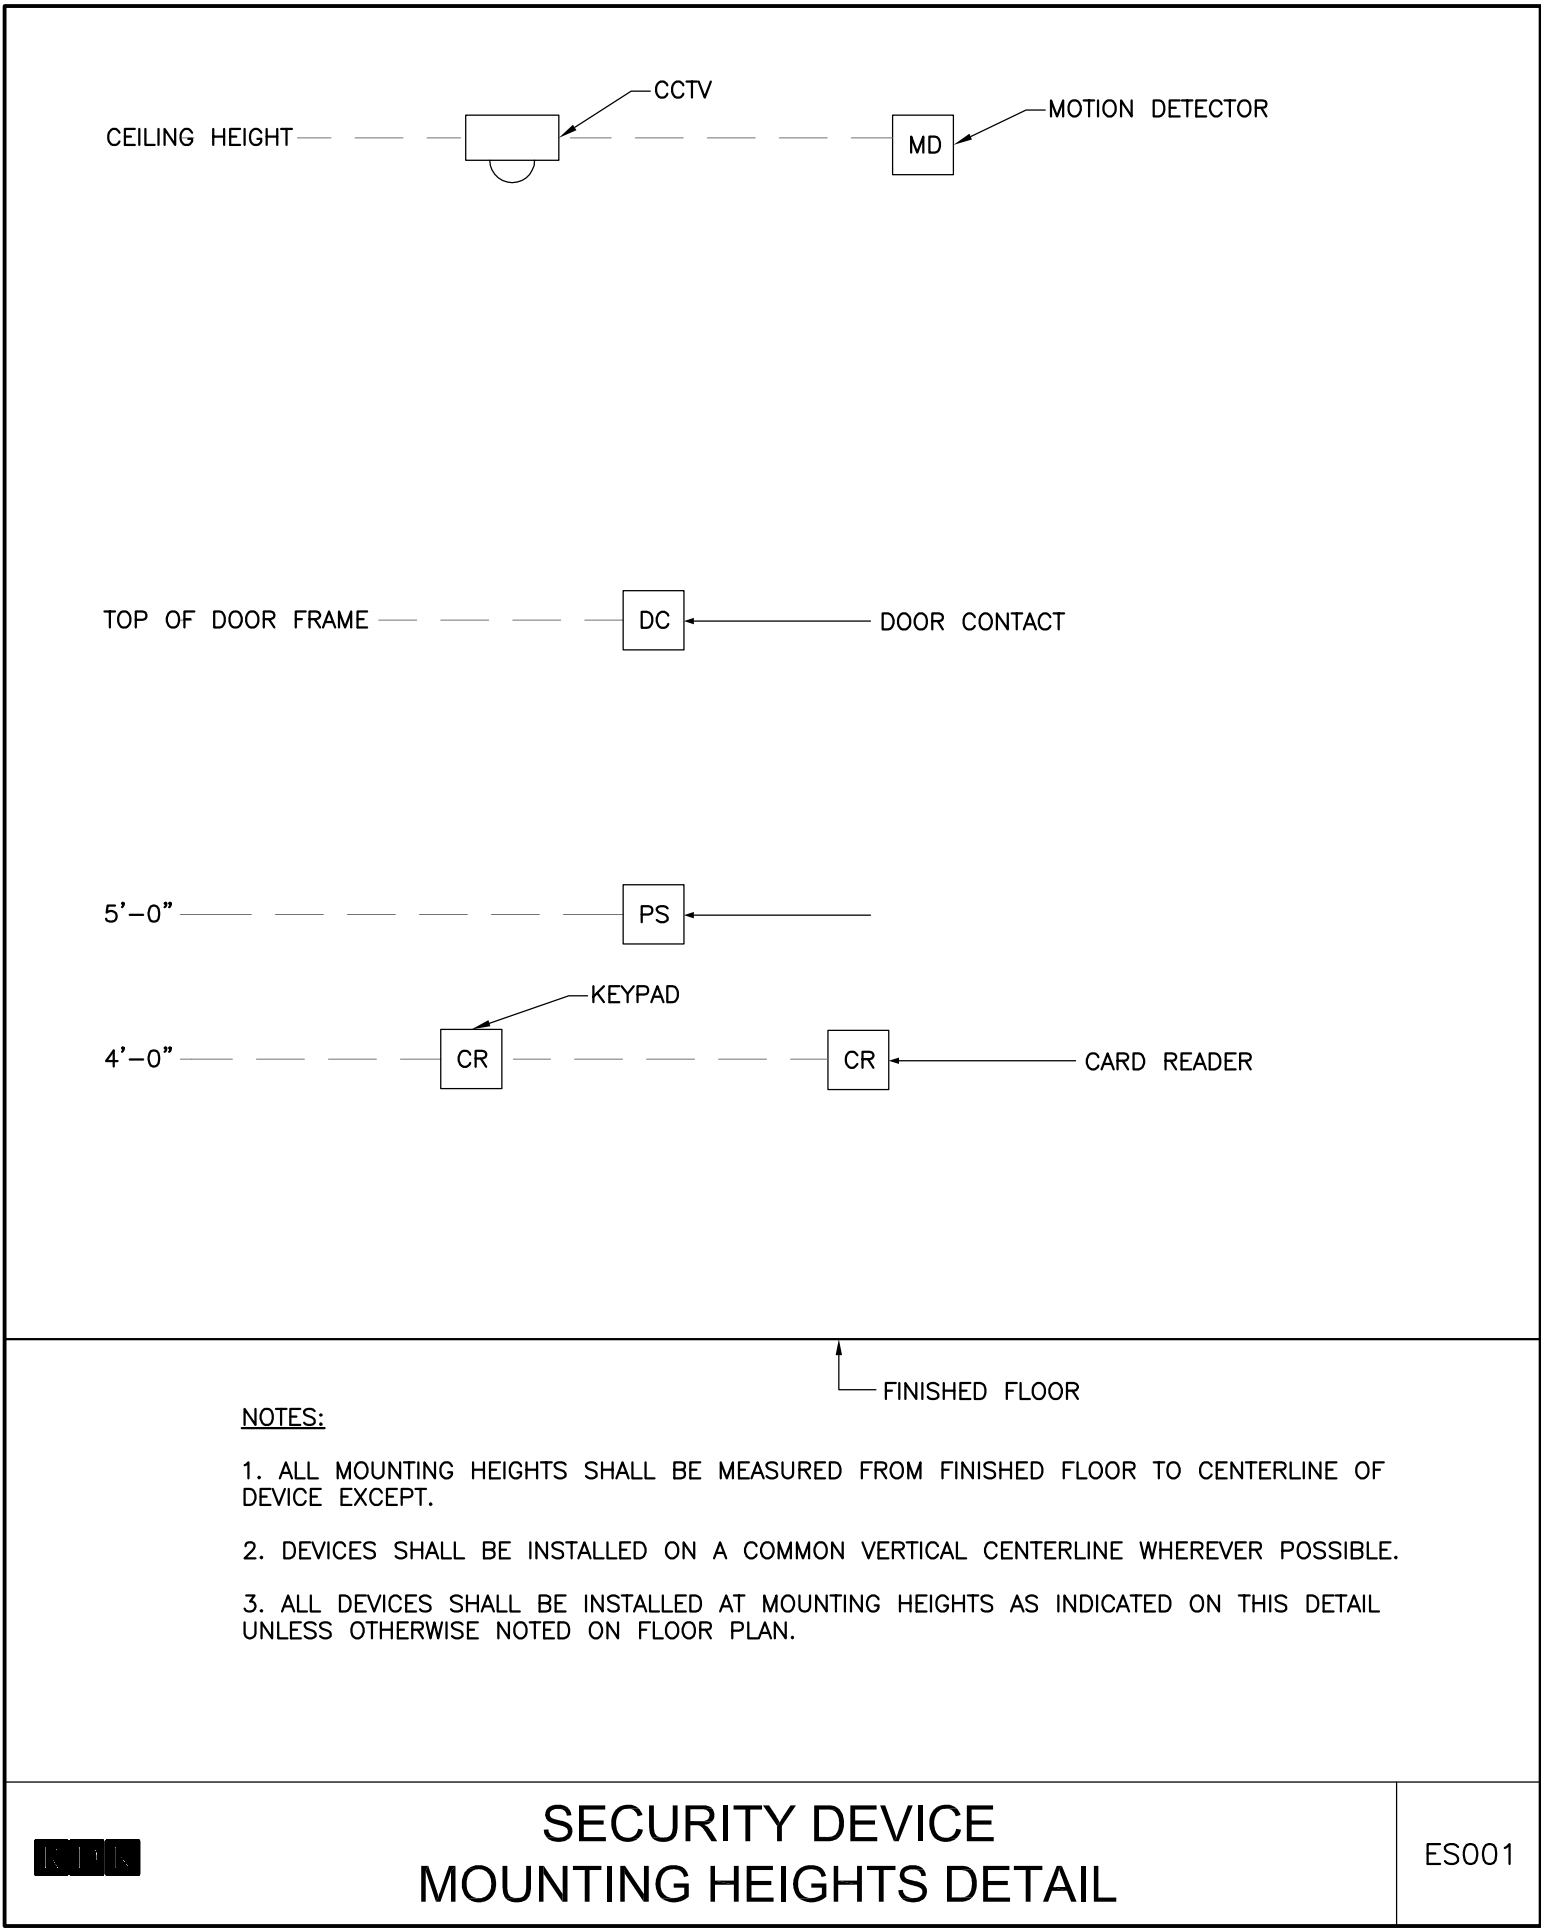 CCTV
MOTION DETECTOR
CEILING HEIGHT
MD
TOP OF DOOR FRAME
DC
DOOR CONTACT
5'-0"
PS
KEYPAD
4'-0"
CR
CR
CARD READER
FINISHED FLOOR
NOTES:
1. ALL MOUNTING HEIGHTS SHALL BE MEASURED FROM FINISHED FLOOR TO CENTERLINE OF
DEVICE EXCEPT.
2. DEVICES SHALL BE INSTALLED ON A COMMON VERTICAL CENTERLINE WHEREVER POSSIBLE.
3. ALL DEVICES SHALL BE INSTALLED AT MOUNTING HEIGHTS AS INDICATED ON THIS DETAIL
UNLESS OTHERWISE NOTED ON FLOOR PLAN.
SECURITY DEVICE
MOUNTING HEIGHTS DETAIL
ES001